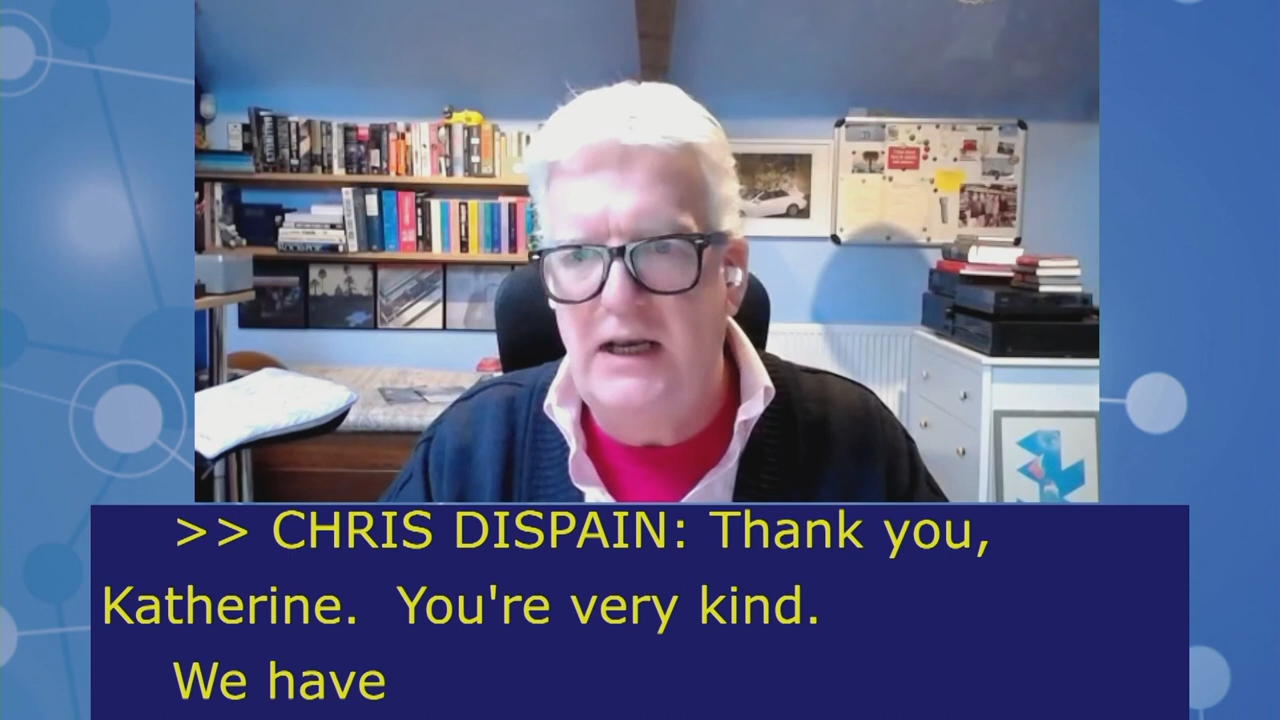 >> CHRIS DISPAIN: Thank you,
Katherine.  You're very kind.
We have